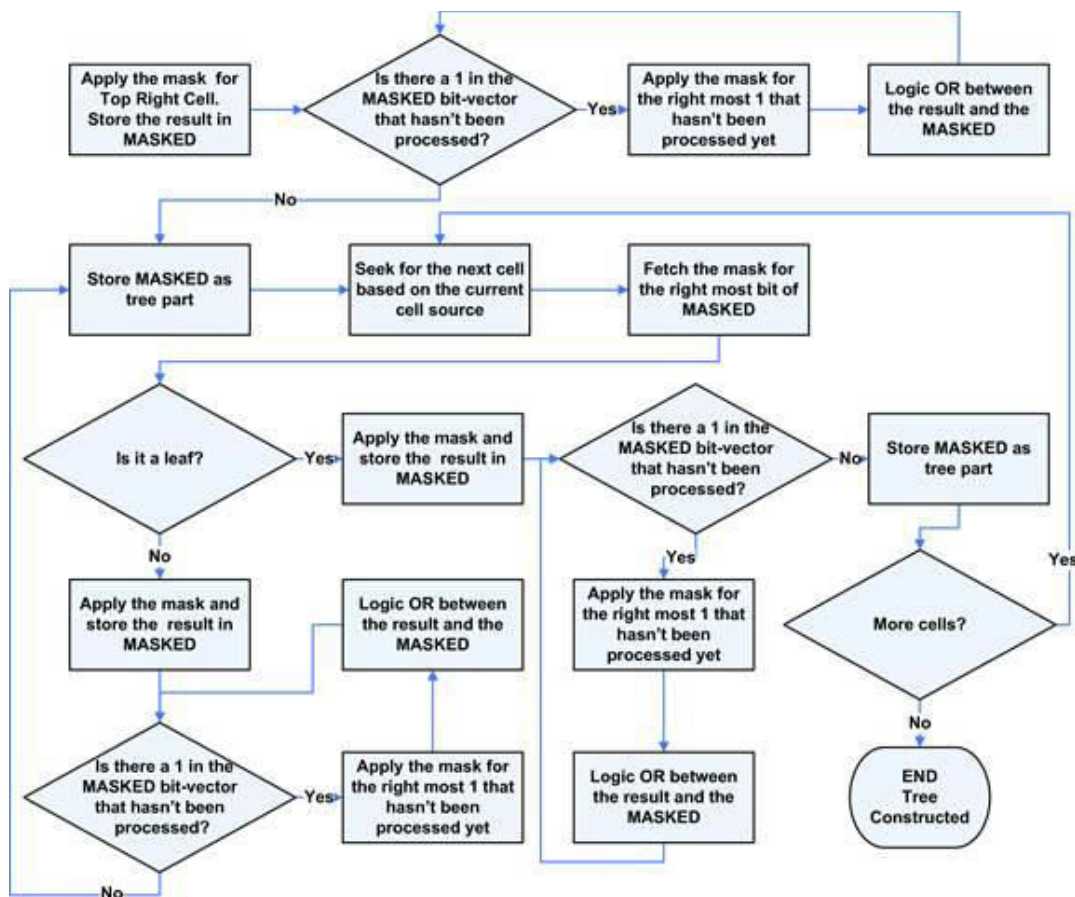 Apply the mask for
Top Right Cell.
Store the result in
MASKED
Is there a 1 in the
MASKED bit-vector
that hasn't been
processed?
Yes
Apply the mask for
the right most 1 that
hasn't been
processed yet
Logic OR between
the result and the
MASKED
No
Store MASKED as
tree part
Seek for the next cell
based on the current
cell source
Fetch the mask for
the right most bit of
MASKED
Is it a leaf?
Yes
Apply the mask and
store the result in
MASKED
Is there a 1 in the
MASKED bit-vector
that hasn't been
processed?
No
Store MASKED as
tree part
No
Yes
Yes
Apply the mask and
store the result in
MASKED
Logic OR between
the result and the
MASKED
Apply the mask for
the right most 1 that
hasn't been
processed yet
More cells?
No
Is there a 1 in the
MASKED bit-vector
that hasn't been
processed?
Yes
Apply the mask for
the right most 1 that
hasn't been
processed yet
Logic OR between
the result and the
MASKED
END
Tree
Constructed
No